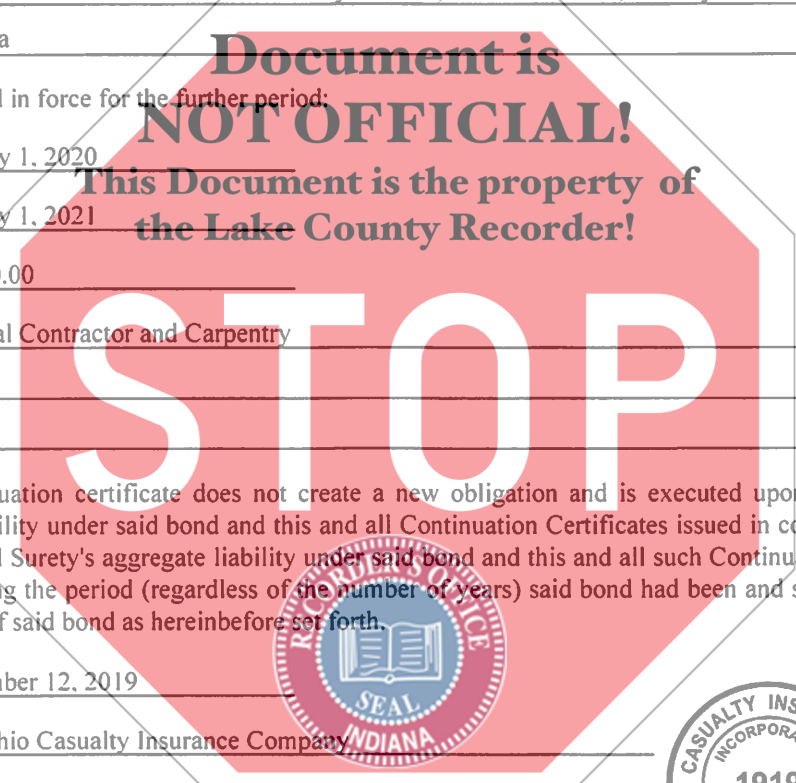 a
Document is
in force for the further period:
NOT OFFICIAL!
y 1, 2020
This Document is the property of
y 1, 2021
the Lake County Recorder!
0.00
al Contractor and Carpentry
STOP
uation certificate does not create a new obligation and is executed upon
ility under said bond and this and all Continuation Certificates issued in co
Surety's aggregate liability under said bond and this and all such Continua
g the period (regardless of the number of years) said bond had been and s
f said bond as hereinbefore set forth.
RECORDER'S OFFICE
SEAL
INDIANA
ber 12, 2019
hio Casualty Insurance Company
CASUALTY INS
INCORPORA
1919